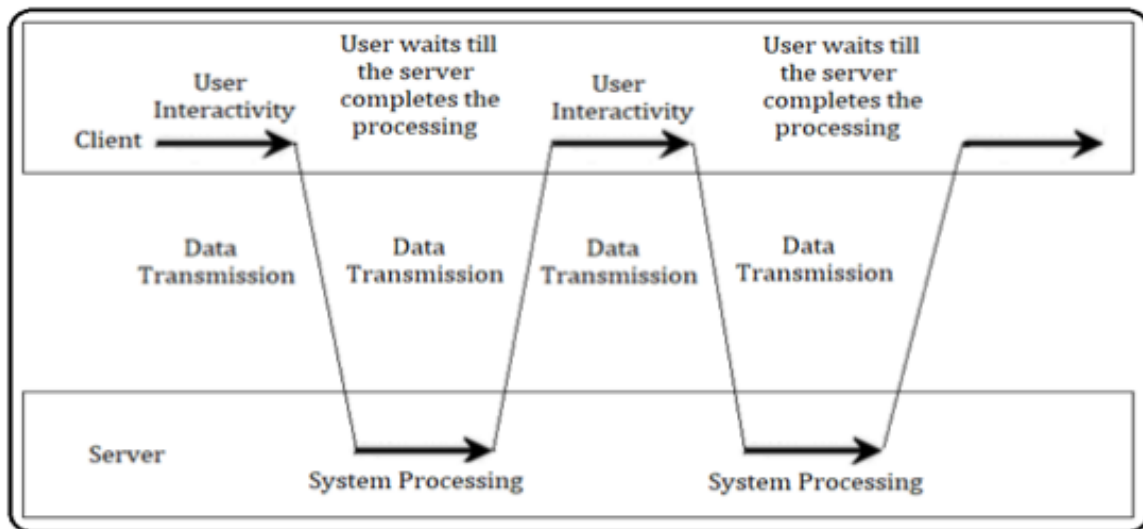 User waits till
the server
completes the
processing
User waits till
the server
completes the
processing
User
Interactivity
User
Interactivity
Client
Data
Transmission
Data
Transmission
Data
Transmission
Data
Transmission
Server
System Processing
System Processing